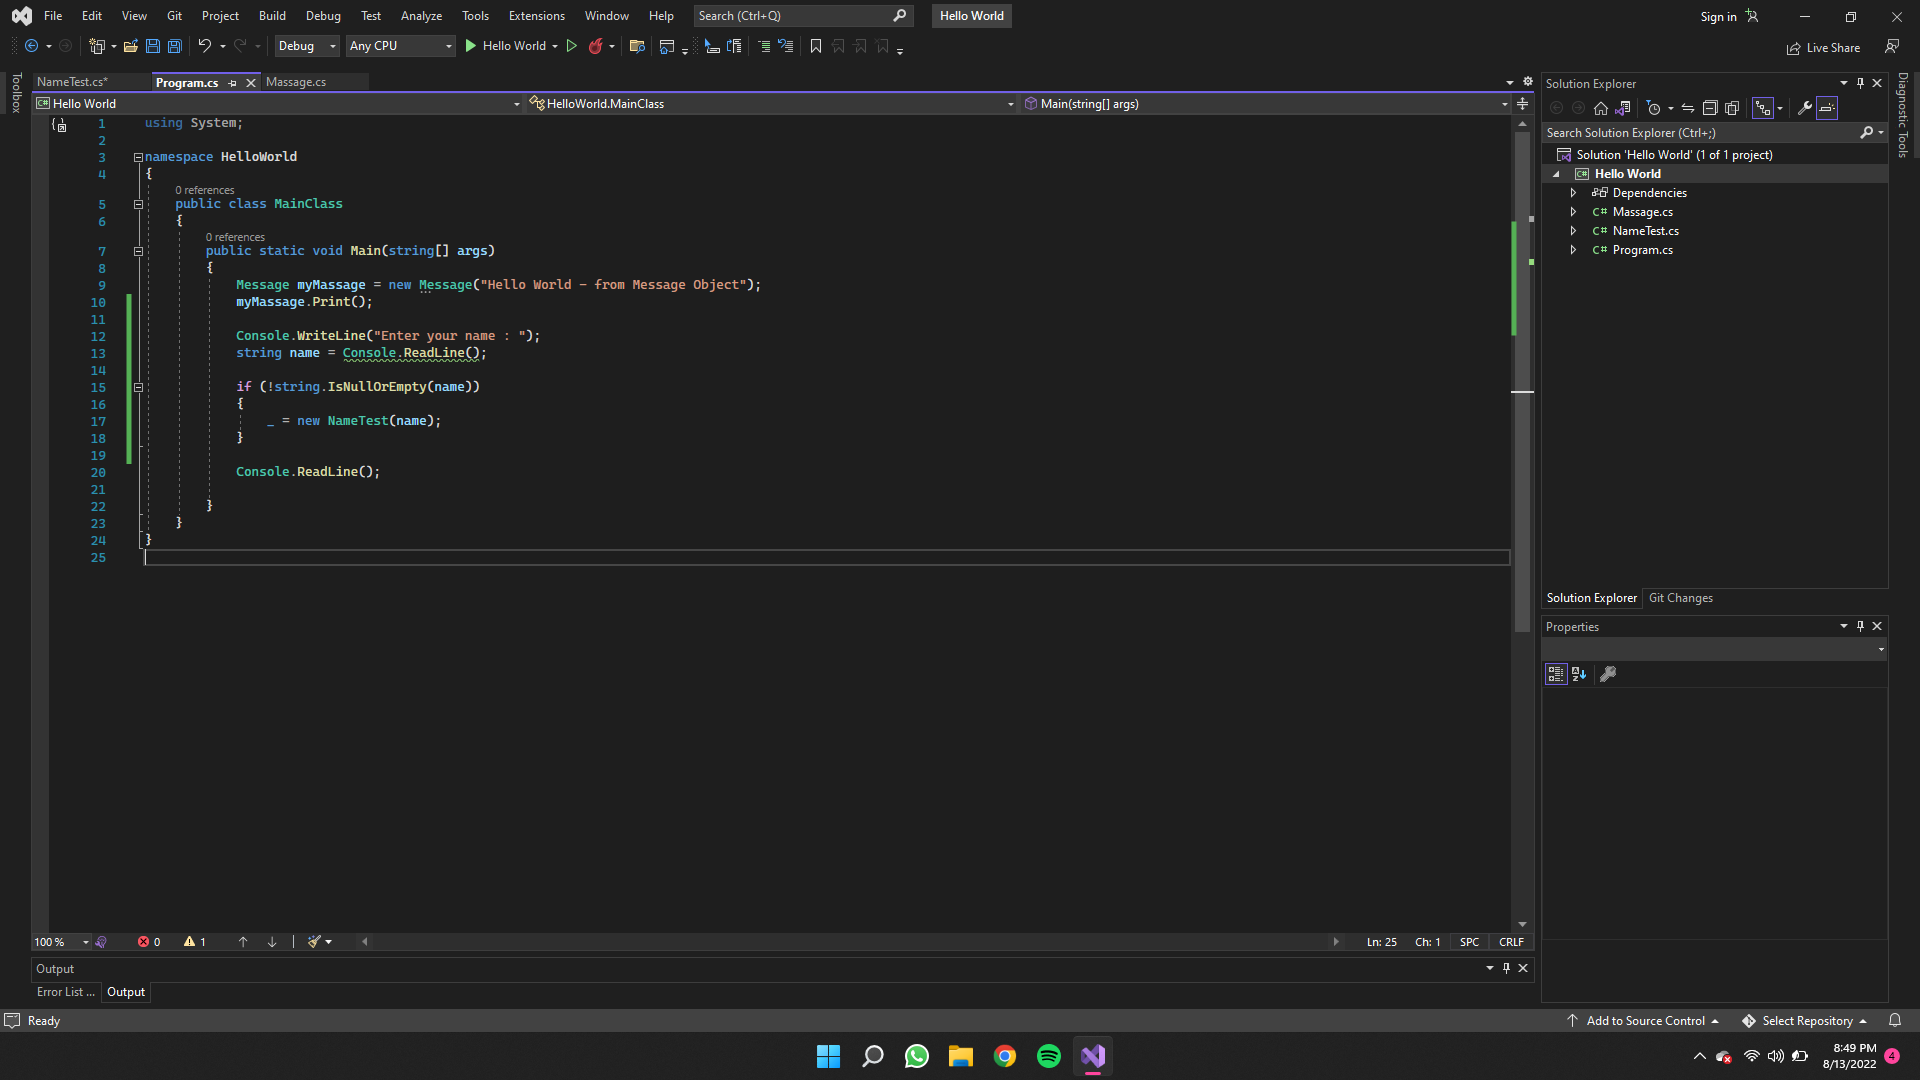 File Edit View Git Project Build Debug Test Analyze Tools Extensions Window Help Search (Ctrl+Q) Hello World Sign in
Debug Any CPU Hello World Live Share
Toolbox
NameTest.cs* Program.cs Massage.cs
Hello World HelloWorld.MainClass Main(string[] args)
1 using System;
2
3 namespace HelloWorld
4 {
0 references
5 public class MainClass
6 {
0 references
7 public static void Main(string[] args)
8 {
9 Message myMassage = new Message("Hello World - from Message Object");
10 myMassage.Print();
11
12 Console.WriteLine("Enter your name : ");
13 string name = Console.ReadLine();
14
15 if (!string.IsNullOrEmpty(name))
16 {
17 _ = new NameTest(name);
18 }
19
20 Console.ReadLine();
21
22 }
23 }
24 }
25
100 % 0 1 Ln: 25 Ch: 1 SPC CRLF
Output
Error List ... Output
Solution Explorer
Search Solution Explorer (Ctrl+;)
Solution 'Hello World' (1 of 1 project)
Hello World
Dependencies
C# Massage.cs
C# NameTest.cs
C# Program.cs
Solution Explorer Git Changes
Properties
Diagnostic Tools
Ready Add to Source Control Select Repository
8:49 PM
8/13/2022 4